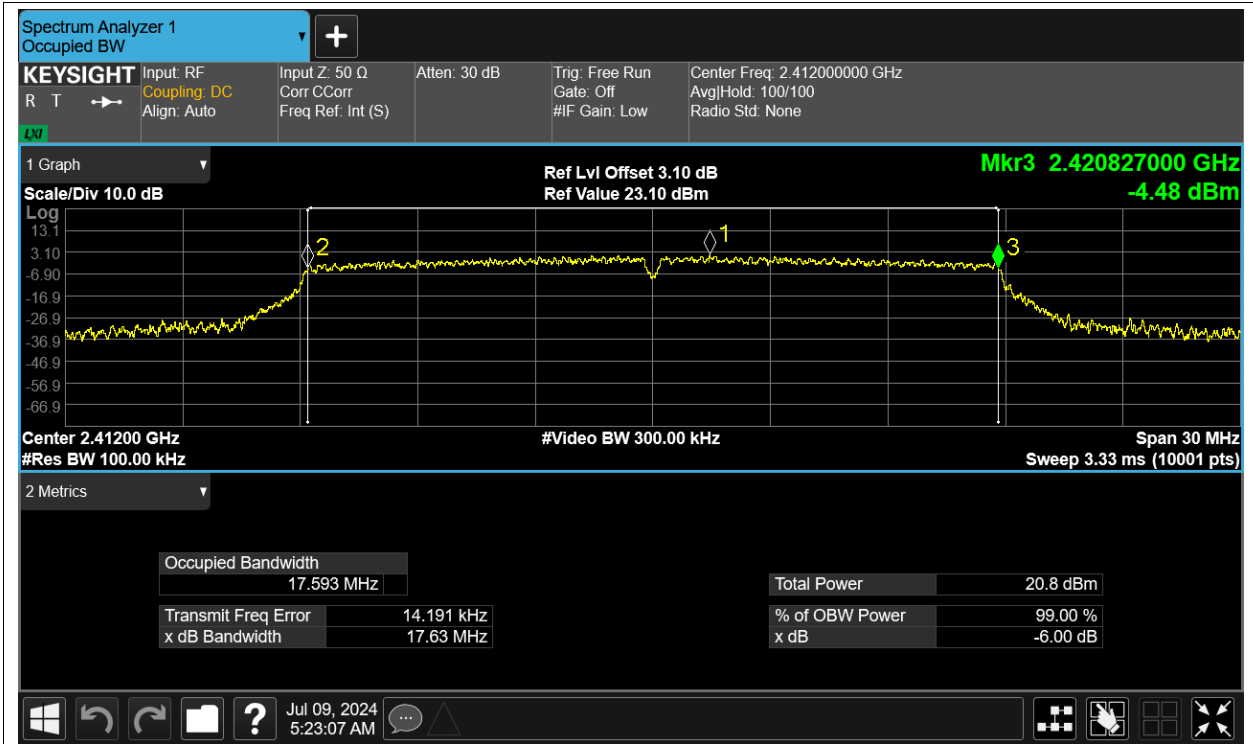 Spectrum Analyzer 1
Occupied BW
+
KEYSIGHT
R T
LXI
Input: RF
Coupling: DC
Align: Auto
Input Z: 50 Ω
Corr CCorr
Freq Ref: Int (S)
Atten: 30 dB
Trig: Free Run
Gate: Off
#IF Gain: Low
Center Freq: 2.412000000 GHz
Avg|Hold: 100/100
Radio Std: None
1 Graph
Scale/Div 10.0 dB
Ref Lvl Offset 3.10 dB
Ref Value 23.10 dBm
Mkr3 2.420827000 GHz
-4.48 dBm
Log
13.1
3.10
-6.90
-16.9
-26.9
-36.9
-46.9
-56.9
-66.9
2
1
3
Center 2.41200 GHz
#Res BW 100.00 kHz
#Video BW 300.00 kHz
Span 30 MHz
Sweep 3.33 ms (10001 pts)
2 Metrics
Occupied Bandwidth
17.593 MHz
Transmit Freq Error 14.191 kHz
x dB Bandwidth 17.63 MHz
Total Power 20.8 dBm
% of OBW Power 99.00 %
x dB -6.00 dB
?
Jul 09, 2024
5:23:07 AM